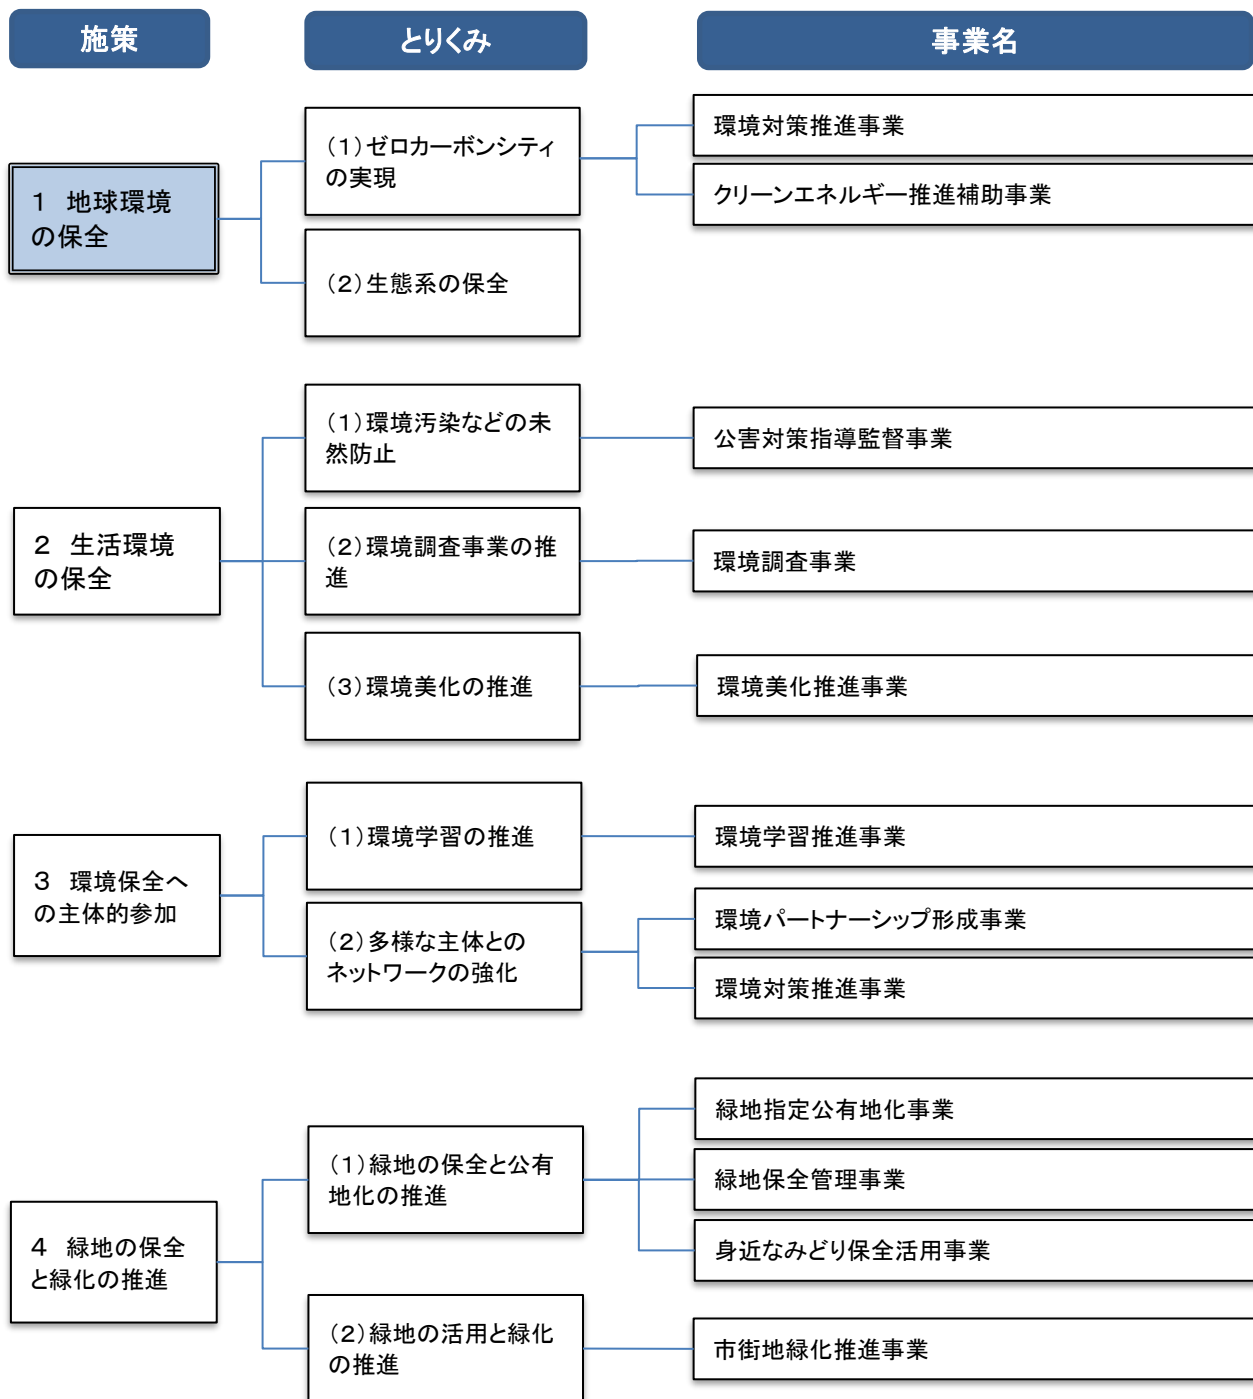 施策
とりくみ
事業名
1　地球環境
の保全
（1）ゼロカーボンシティ
の実現
環境対策推進事業
クリーンエネルギー推進補助事業
（2）生態系の保全
2　生活環境
の保全
（1）環境汚染などの未
然防止
公害対策指導監督事業
（2）環境調査事業の推
進
環境調査事業
（3）環境美化の推進
環境美化推進事業
3　環境保全へ
の主体的参加
（1）環境学習の推進
環境学習推進事業
（2）多様な主体との
ネットワークの強化
環境パートナーシップ形成事業
環境対策推進事業
4　緑地の保全
と緑化の推進
（1）緑地の保全と公有
地化の推進
緑地指定公有地化事業
緑地保全管理事業
身近なみどり保全活用事業
（2）緑地の活用と緑化
の推進
市街地緑化推進事業